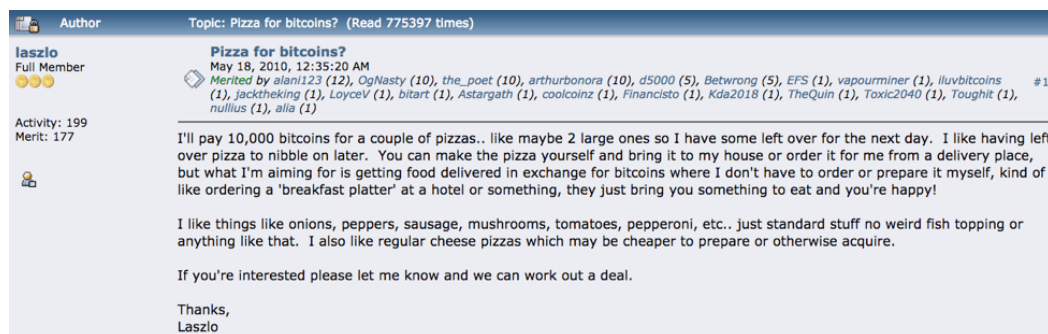 Author Topic: Pizza for bitcoins? (Read 775397 times)
laszlo
Full Member
Activity: 199
Merit: 177
Pizza for bitcoins?
May 18, 2010, 12:35:20 AM
Merited by alani123 (12), OgNasty (10), the_poet (10), arthurbonora (10), d5000 (5), Betwrong (5), EFS (1), vapourminer (1), iluvbitcoins
(1), jacktheking (1), LoyceV (1), bitart (1), Astargath (1), coolcoinz (1), Financisto (1), Kda2018 (1), TheQuin (1), Toxic2040 (1), Toughit (1),
nullius (1), alia (1)
#1
I'll pay 10,000 bitcoins for a couple of pizzas.. like maybe 2 large ones so I have some left over for the next day. I like having left
over pizza to nibble on later. You can make the pizza yourself and bring it to my house or order it for me from a delivery place,
but what I'm aiming for is getting food delivered in exchange for bitcoins where I don't have to order or prepare it myself, kind of
like ordering a 'breakfast platter' at a hotel or something, they just bring you something to eat and you're happy!
I like things like onions, peppers, sausage, mushrooms, tomatoes, pepperoni, etc.. just standard stuff no weird fish topping or
anything like that. I also like regular cheese pizzas which may be cheaper to prepare or otherwise acquire.
If you're interested please let me know and we can work out a deal.
Thanks,
Laszlo